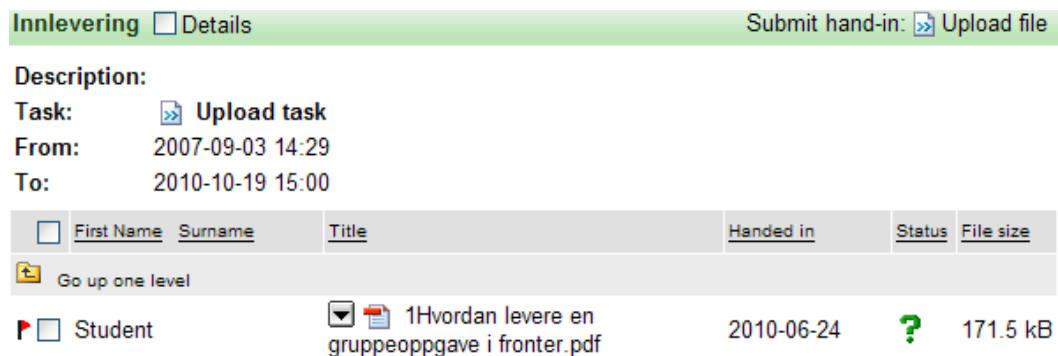 Innlevering Details Submit hand-in: Upload file
Description:
Task: Upload task
From: 2007-09-03 14:29
To: 2010-10-19 15:00
First Name Surname Title Handed in Status File size
Go up one level
Student 1Hvordan levere en 2010-06-24 ? 171.5 kB
gruppeoppgave i fronter.pdf